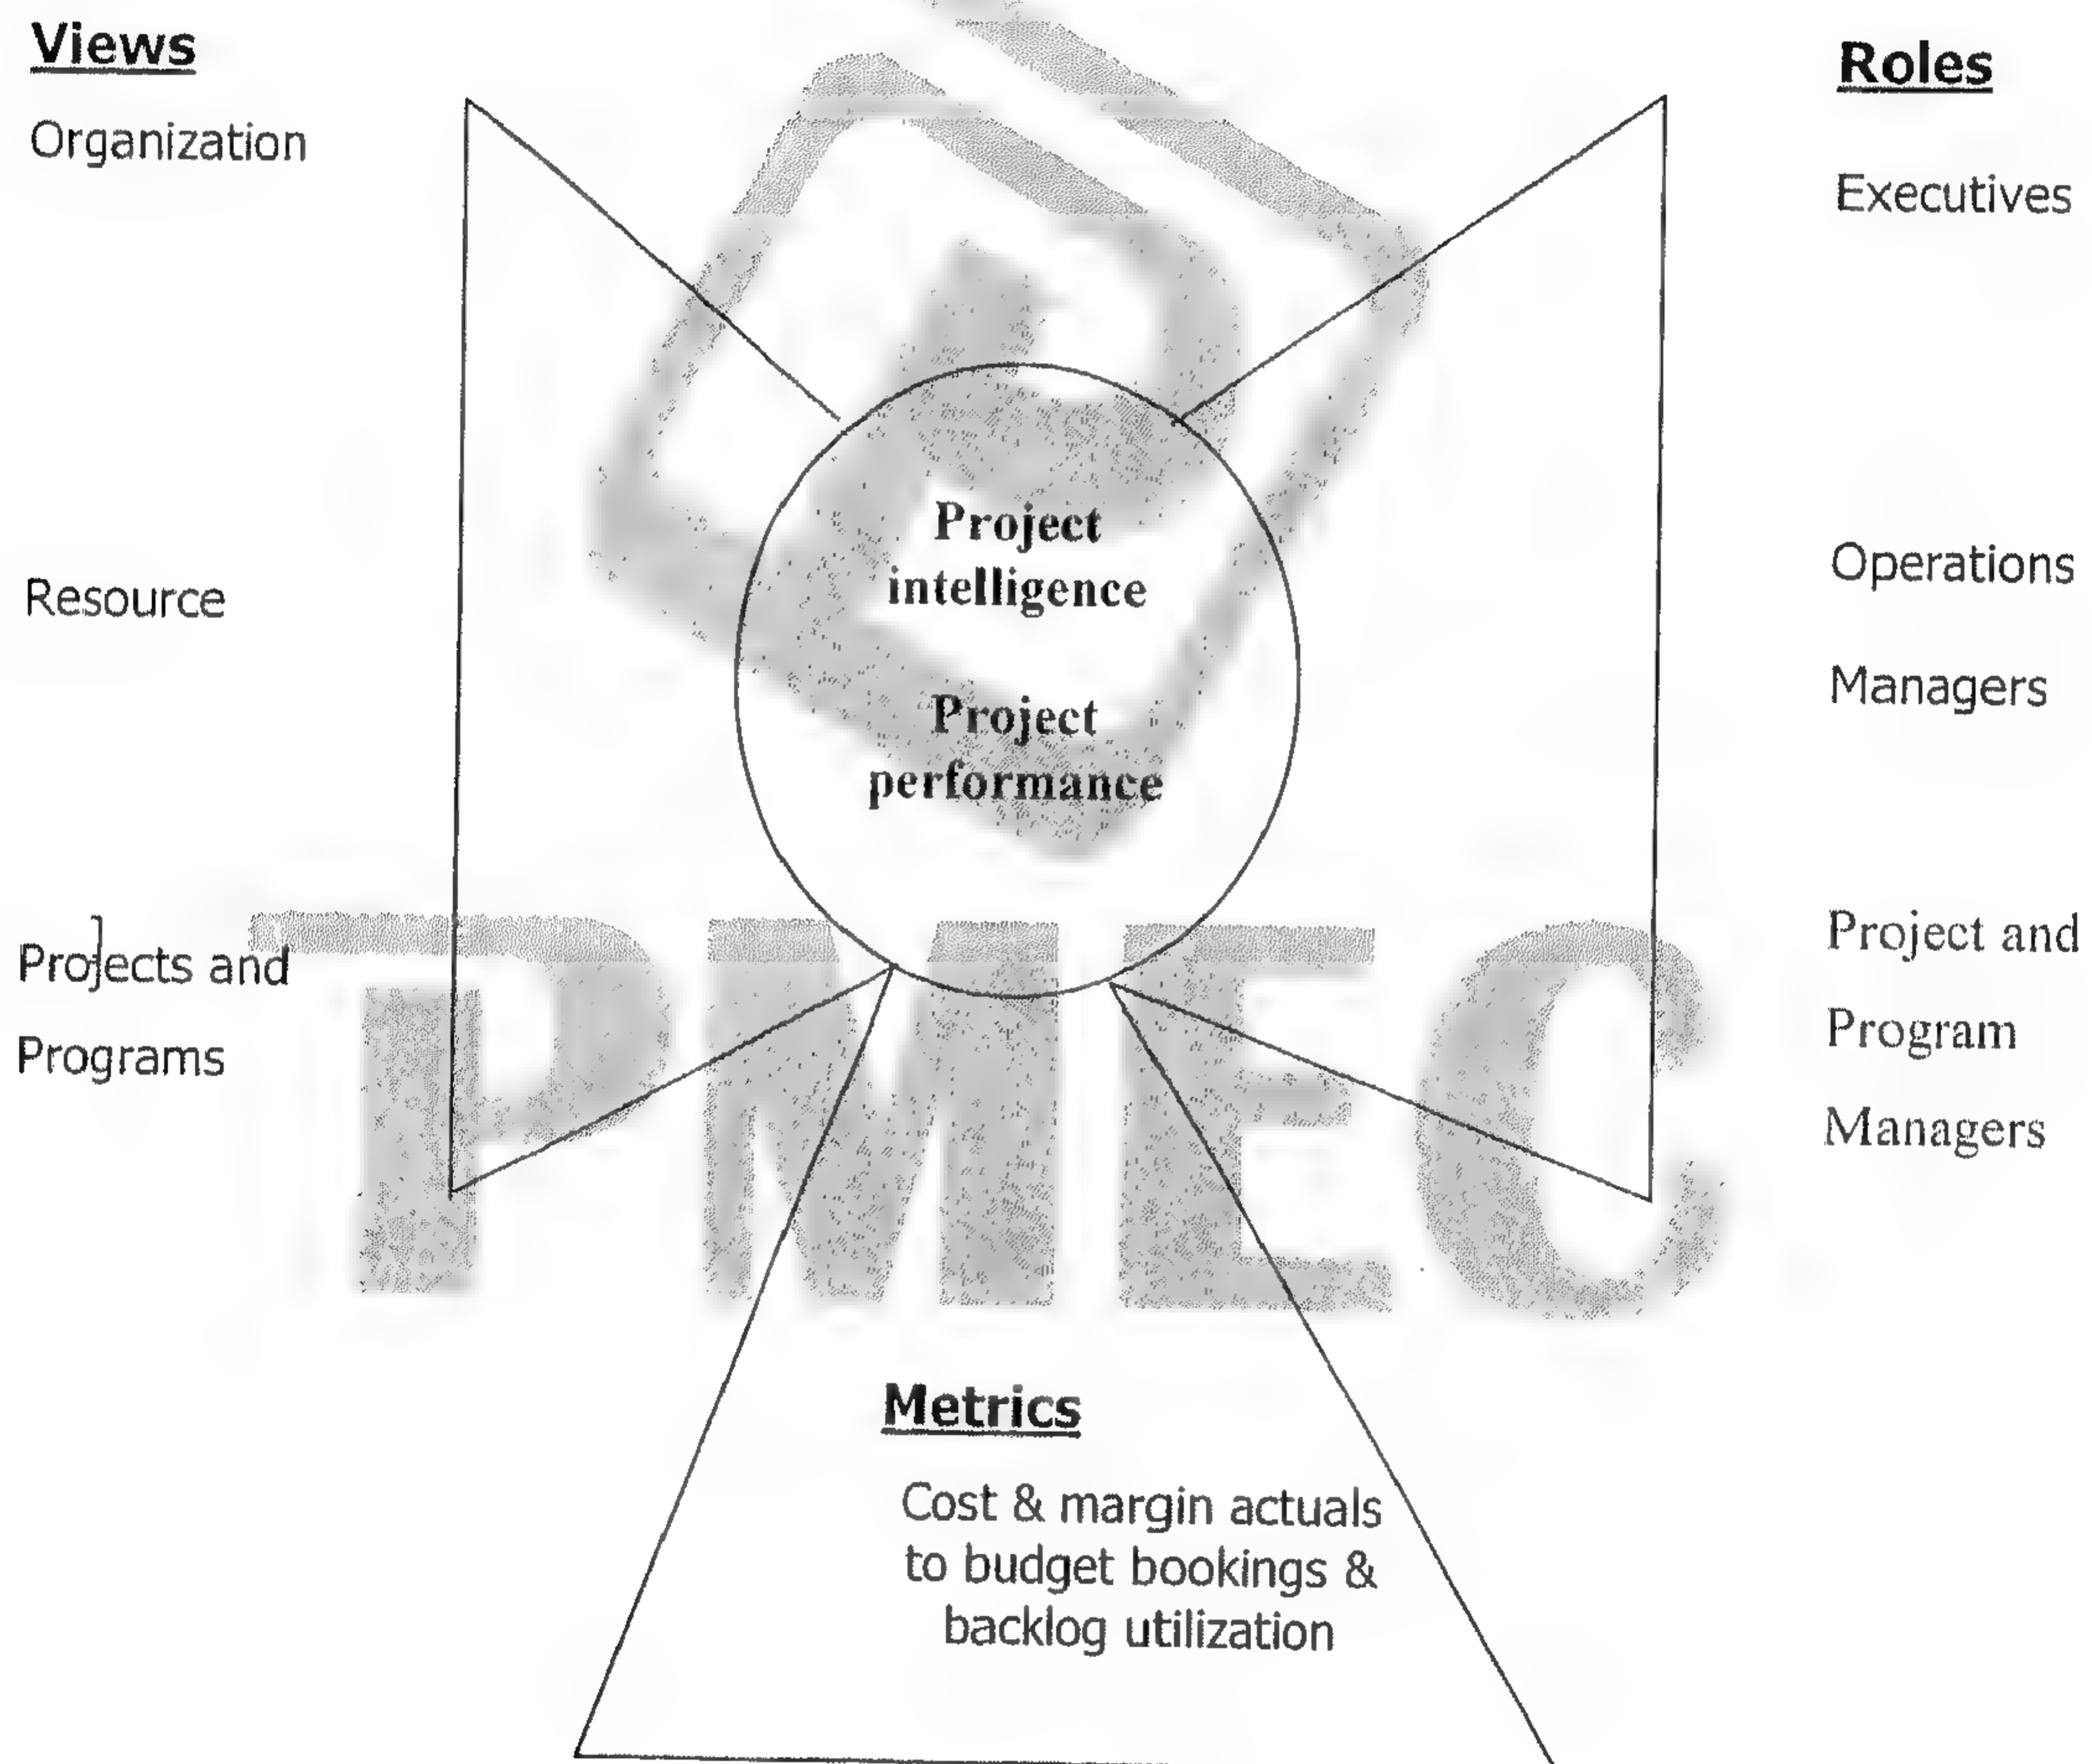 Views
Organization
Resource
Projects and
Programs
Roles
Executives
Operations
Managers
Project and
Program
Managers
Project
intelligence
Project
performance
PMEC
Metrics
Cost & margin actuals
to budget bookings &
backlog utilization